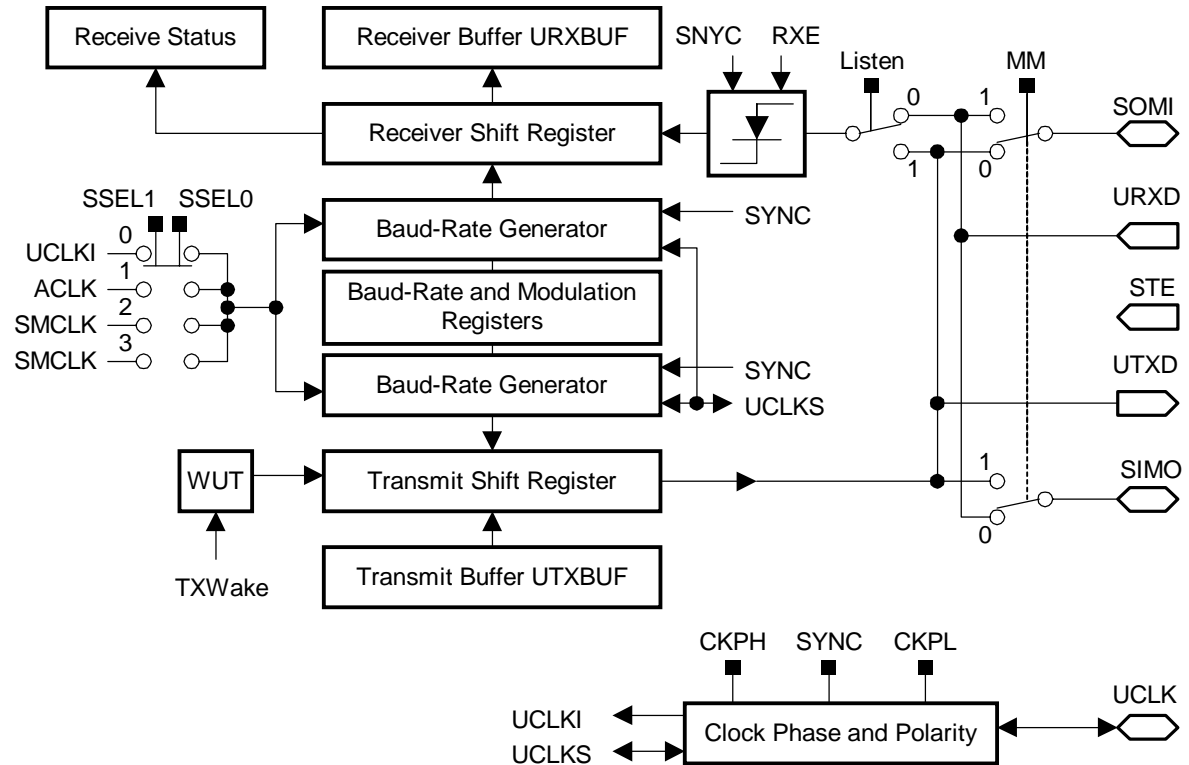 Receive Status
Receiver Buffer URXBUF
SNYC
RXE
Listen
MM
0
1
SOMI
Receiver Shift Register
1
0
SSEL1
SSEL0
URXD
SYNC
Baud-Rate Generator
0
UCLKI
1
ACLK
Baud-Rate and Modulation
Registers
STE
2
SMCLK
3
SMCLK
SYNC
UTXD
Baud-Rate Generator
UCLKS
1
SIMO
WUT
Transmit Shift Register
0
TXWake
Transmit Buffer UTXBUF
CKPH
SYNC
CKPL
UCLK
UCLKI
Clock Phase and Polarity
UCLKS